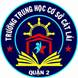 TRƯỜNG TRUNG HỌC CƠ SỞ CÁT LÁI
QUẬN 2